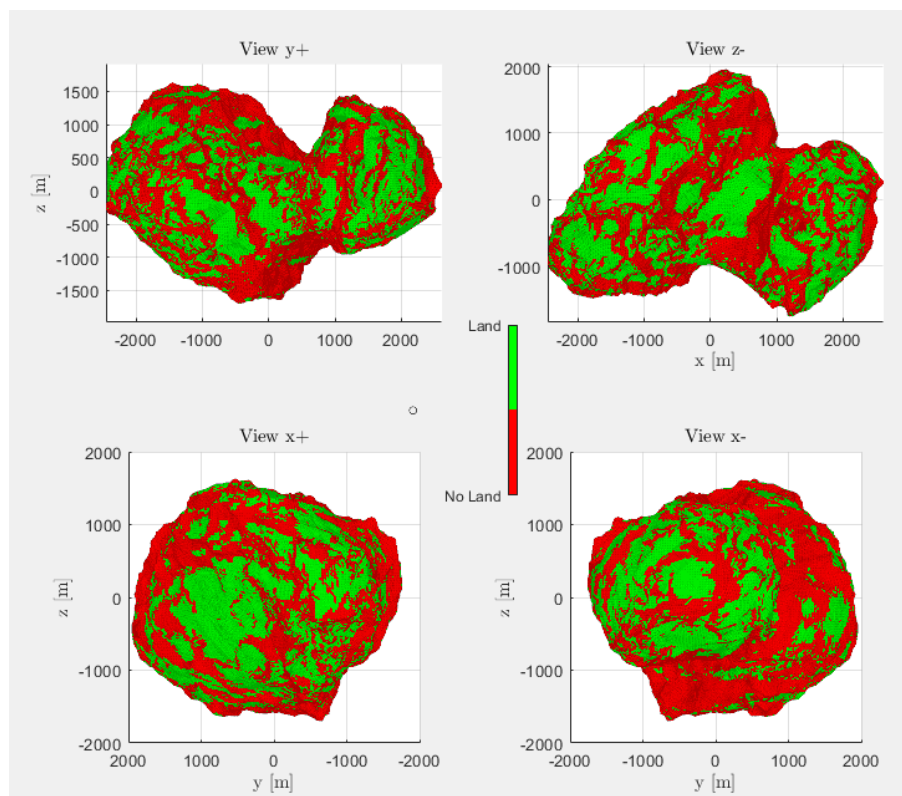 View y+
1500
1000
500
0
-500
-1000
-1500
z [m]
-2000 -1000 0 1000 2000
View z-
2000
1000
0
-1000
-2000 -1000 0 1000 2000
x [m]
Land
No Land
View x+
2000
1000
0
-1000
-2000
z [m]
2000 1000 0 -1000 -2000
y [m]
View x-
2000
1000
0
-1000
-2000
z [m]
-2000 -1000 0 1000 2000
y [m]